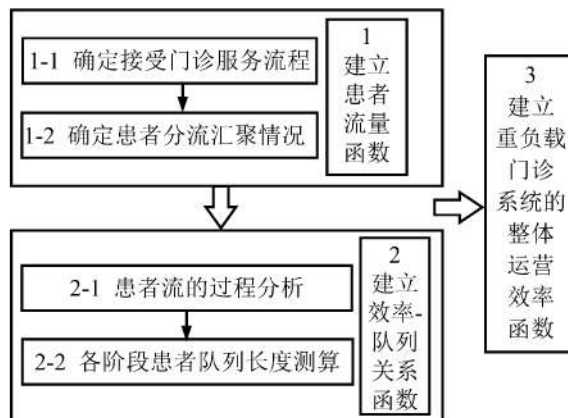 1-1 确定接受门诊服务流程
1-2 确定患者分流汇聚情况
1
建立
患者
流量
函数
2-1 患者流的过程分析
2-2 各阶段患者队列长度测算
2
建立
效率-
队列
关系
函数
3
建立
重负载
门诊
系统的
整体
运营
效率
函数